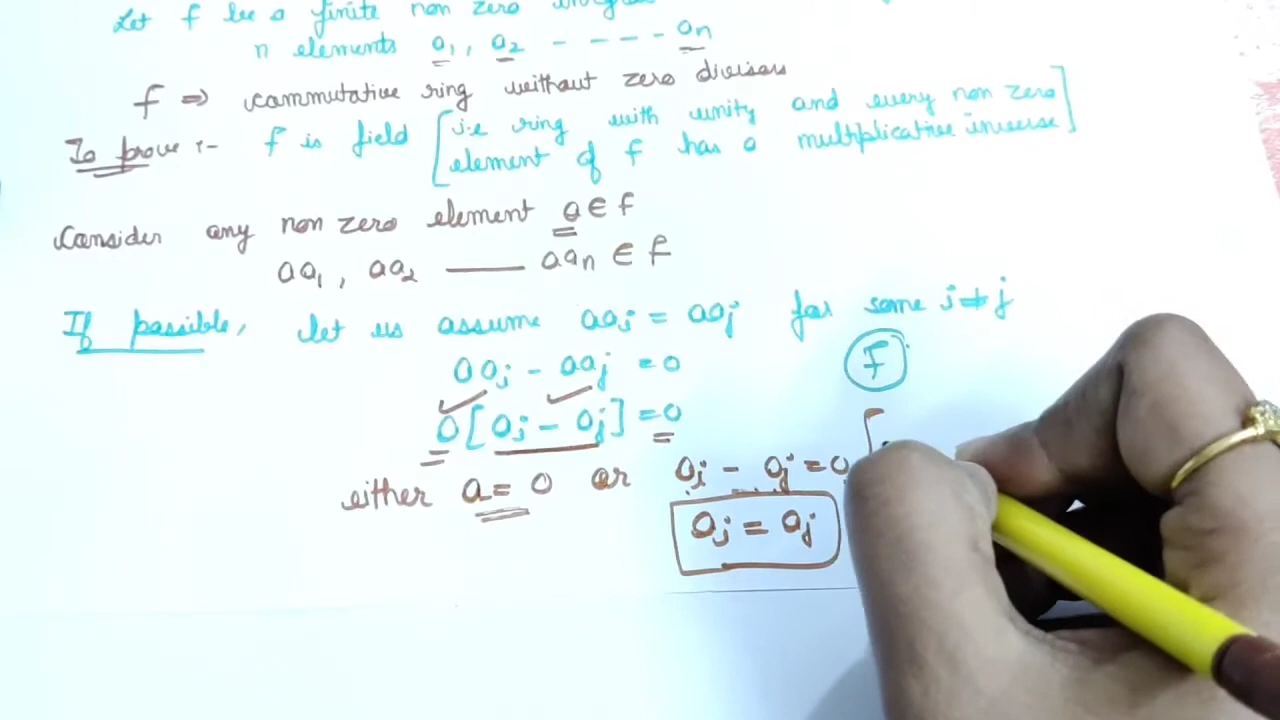 Let f be a finite non zero
n elements a1, a2 - - - - - an
f ⇒ commutative ring without zero divisors
To prove :- f is field [i.e ring with unity and every non zero
element of f has a multiplicative inverse]
Consider any non zero element a ∈ f
aa1, aa2 —— aan ∈ f
If possible, let us assume aai = aaj for some i ≠ j
aai - aaj = 0
F
a[ai - aj] = 0
either a = 0 or ai - aj = 0
ai = aj